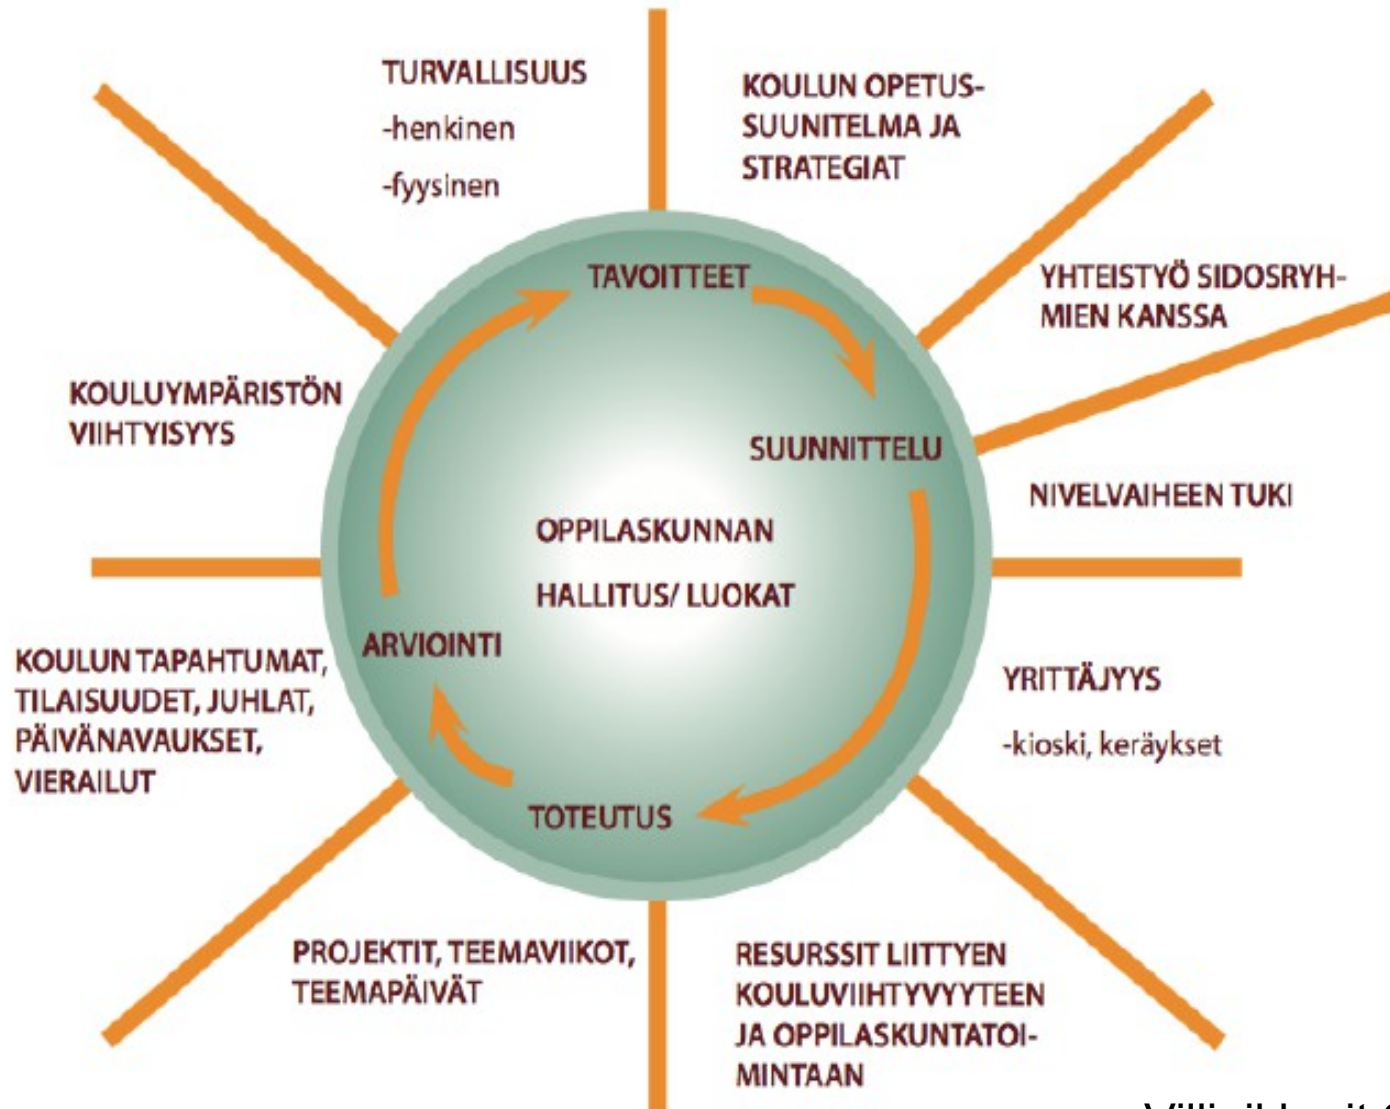 TURVALLISUUS
-henkinen
-fyysinen
KOULUN OPETUS-
SUUNITELMA JA
STRATEGIAT
YHTEISTYÖ SIDOSRYH-
MIEN KANSSA
NIVELVAIHEEN TUKI
YRITTÄJYYS
-kioski, keräykset
RESURSSIT LIITTYEN
KOULUVIIHTYVYYTEEN
JA OPPILASKUNTATOI-
MINTAAN
PROJEKTIT, TEEMAVIIKOT,
TEEMAPÄIVÄT
KOULUN TAPAHTUMAT,
TILAISUUDET, JUHLAT,
PÄIVÄNAVAUKSET,
VIERAILUT
KOULUYMPÄRISTÖN
VIIHTYISYYS
TAVOITTEET
SUUNNITTELU
OPPILASKUNNAN
HALLITUS/ LUOKAT
ARVIOINTI
TOTEUTUS